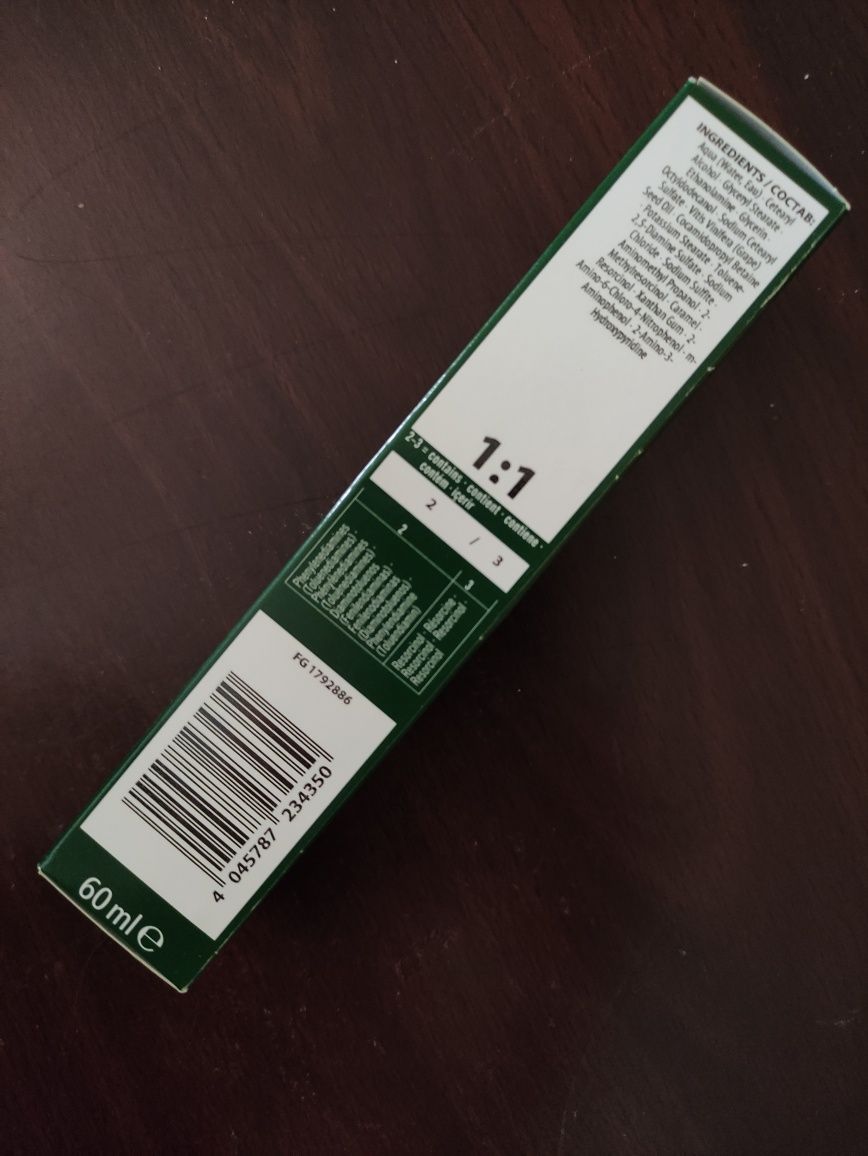 INGREDIENTS / СОСТАВ:
Aqua (Water, Eau) · Cetearyl
Alcohol · Glyceryl Stearate ·
Ethanolamine · Glycerin ·
Octyldodecanol · Sodium Cetearyl
Sulfate · Vitis Vinifera (Grape)
Seed Oil · Cocamidopropyl Betaine
· Potassium Stearate · Toluene-
2,5-Diamine Sulfate · Sodium
Chloride · Sodium Sulfite ·
Aminomethyl Propanol · 2-
Methylresorcinol · Caramel ·
Resorcinol · Xanthan Gum · 2-
Amino-6-Chloro-4-Nitrophenol · m-
Aminophenol · 2-Amino-3-
Hydroxypyridine
1:1
2-3 = contains · contient · contiene ·
contém · içerir
2 / 3
2
3
FG 1792886
4 045787 234350
60 ml ℮